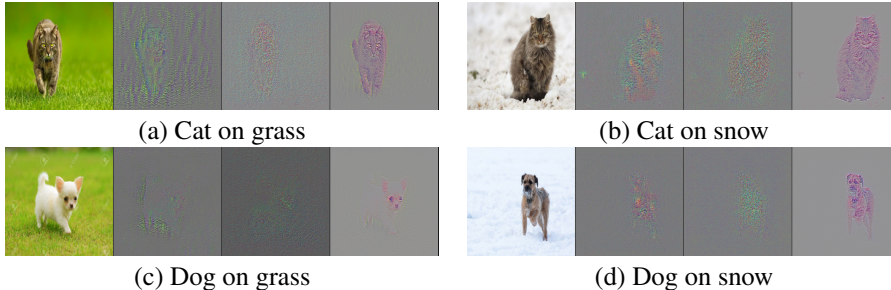 (a) Cat on grass
(b) Cat on snow
(c) Dog on grass
(d) Dog on snow